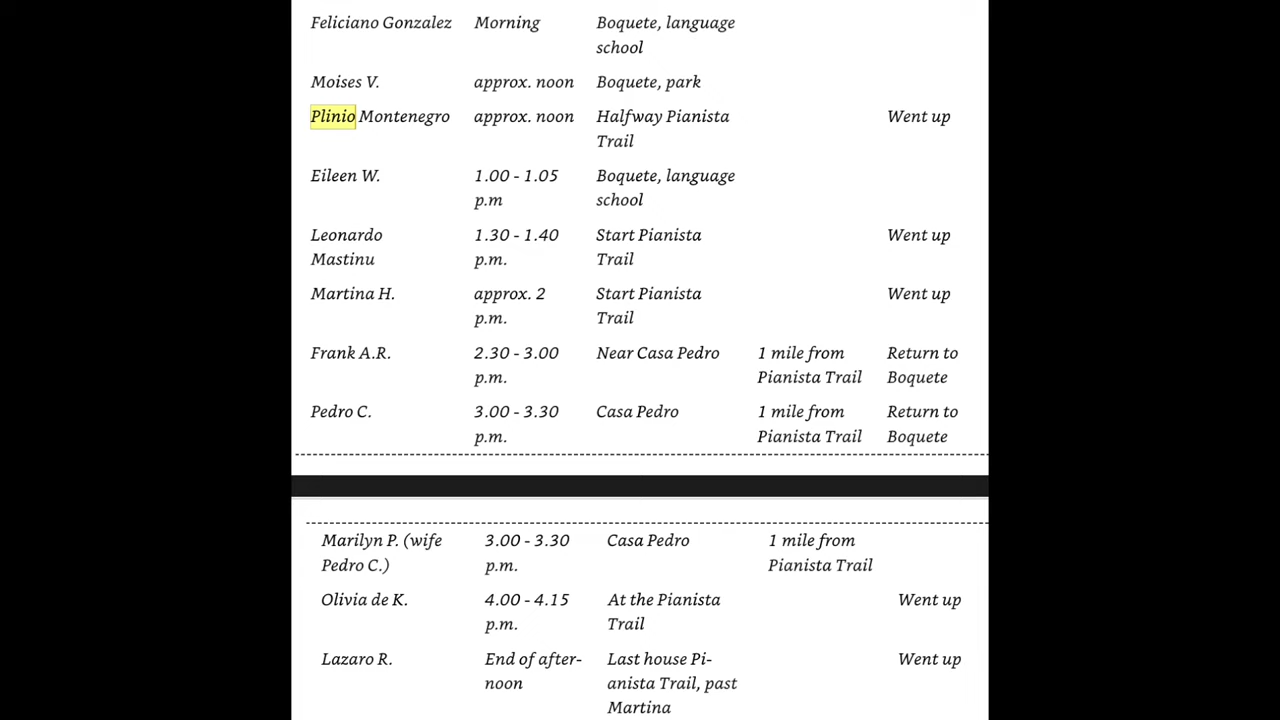 Feliciano Gonzalez Morning Boquete, language
school
Moises V. approx. noon Boquete, park
Plinio Montenegro approx. noon Halfway Pianista Went up
Trail
Eileen W. 1.00 - 1.05 Boquete, language
p.m school
Leonardo 1.30 - 1.40 Start Pianista Went up
Mastinu p.m. Trail
Martina H. approx. 2 Start Pianista Went up
p.m. Trail
Frank A.R. 2.30 - 3.00 Near Casa Pedro 1 mile from Return to
p.m. Pianista Trail Boquete
Pedro C. 3.00 - 3.30 Casa Pedro 1 mile from Return to
p.m. Pianista Trail Boquete
Marilyn P. (wife 3.00 - 3.30 Casa Pedro 1 mile from
Pedro C.) p.m. Pianista Trail
Olivia de K. 4.00 - 4.15 At the Pianista Went up
p.m. Trail
Lazaro R. End of after- Last house Pi- Went up
noon anista Trail, past
Martina